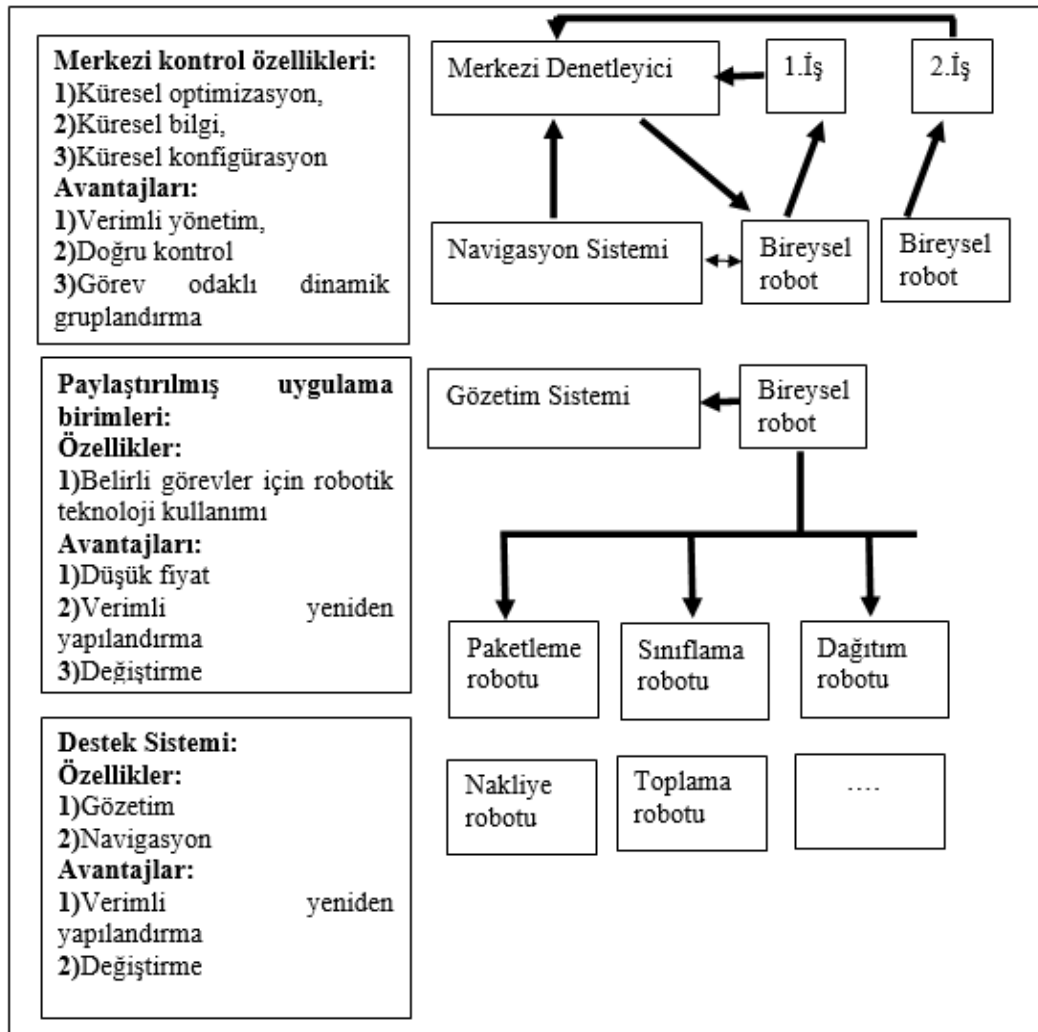 Merkezi kontrol özellikleri:
1)Küresel optimizasyon,
2)Küresel bilgi,
3)Küresel konfigürasyon
Avantajları:
1)Verimli yönetim,
2)Doğru kontrol
3)Görev odaklı dinamik
gruplandırma
Merkezi Denetleyici
1.İş
2.İş
Navigasyon Sistemi
Bireysel
robot
Bireysel
robot
Paylaştırılmış uygulama
birimleri:
Özellikler:
1)Belirli görevler için robotik
teknoloji kullanımı
Avantajları:
1)Düşük fiyat
2)Verimli yeniden
yapılandırma
3)Değiştirme
Gözetim Sistemi
Bireysel
robot
Paketleme
robotu
Sınıflama
robotu
Dağıtım
robotu
Destek Sistemi:
Özellikler:
1)Gözetim
2)Navigasyon
Avantajlar:
1)Verimli yeniden
yapılandırma
2)Değiştirme
Nakliye
robotu
Toplama
robotu
....